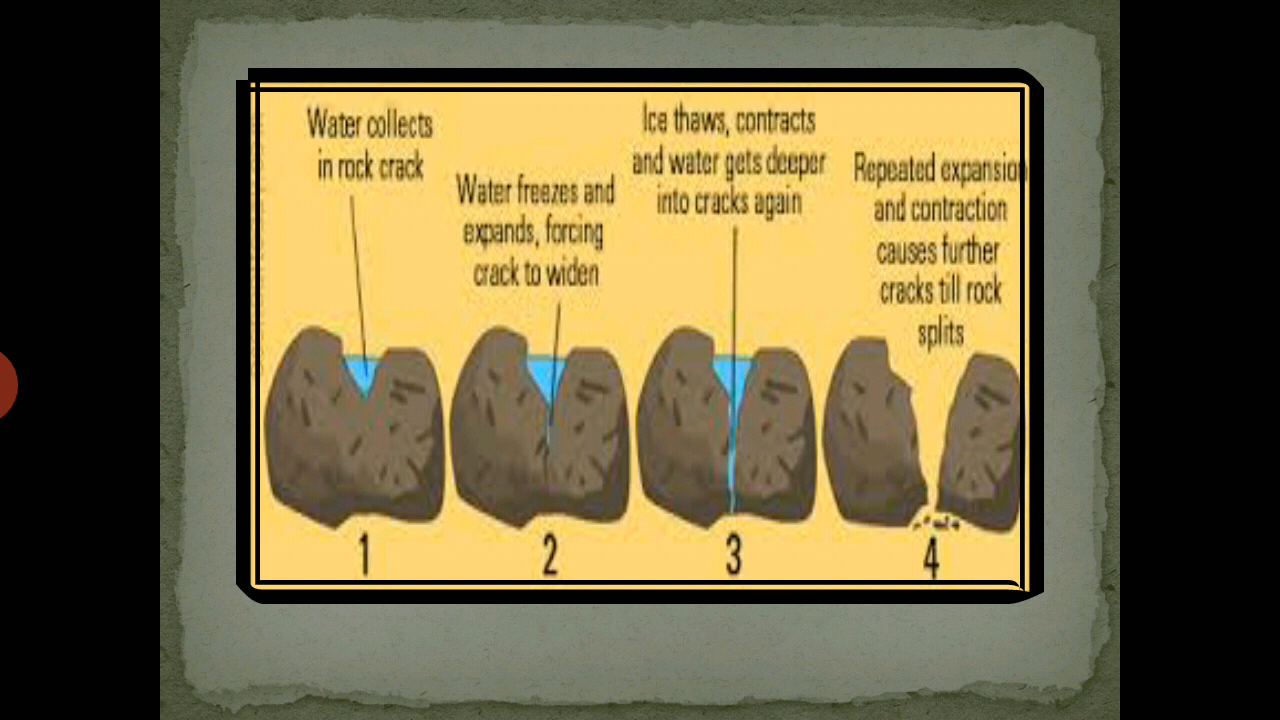 Water collects
in rock crack
Water freezes and
expands, forcing
crack to widen
Ice thaws, contracts
and water gets deeper
into cracks again
Repeated expansion
and contraction
causes further
cracks till rock
splits
1
2
3
4